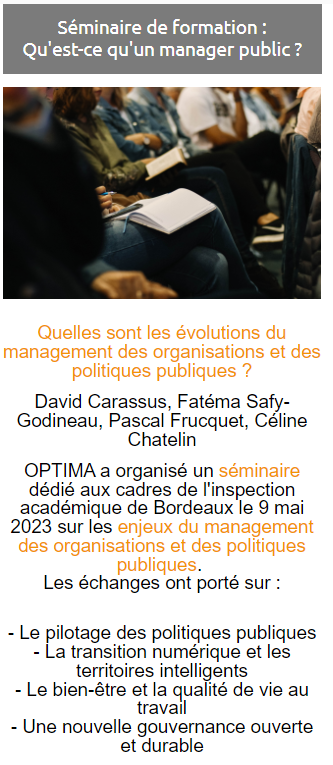 Séminaire de formation :
Qu'est-ce qu'un manager public ?
Quelles sont les évolutions du
management des organisations et des
politiques publiques ?
David Carassus, Fatéma Safy-
Godineau, Pascal Frucquet, Céline
Chatelin
OPTIMA a organisé un séminaire
dédié aux cadres de l'inspection
académique de Bordeaux le 9 mai
2023 sur les enjeux du management
des organisations et des politiques
publiques.
Les échanges ont porté sur :
- Le pilotage des politiques publiques
- La transition numérique et les
territoires intelligents
- Le bien-être et la qualité de vie au
travail
- Une nouvelle gouvernance ouverte
et durable